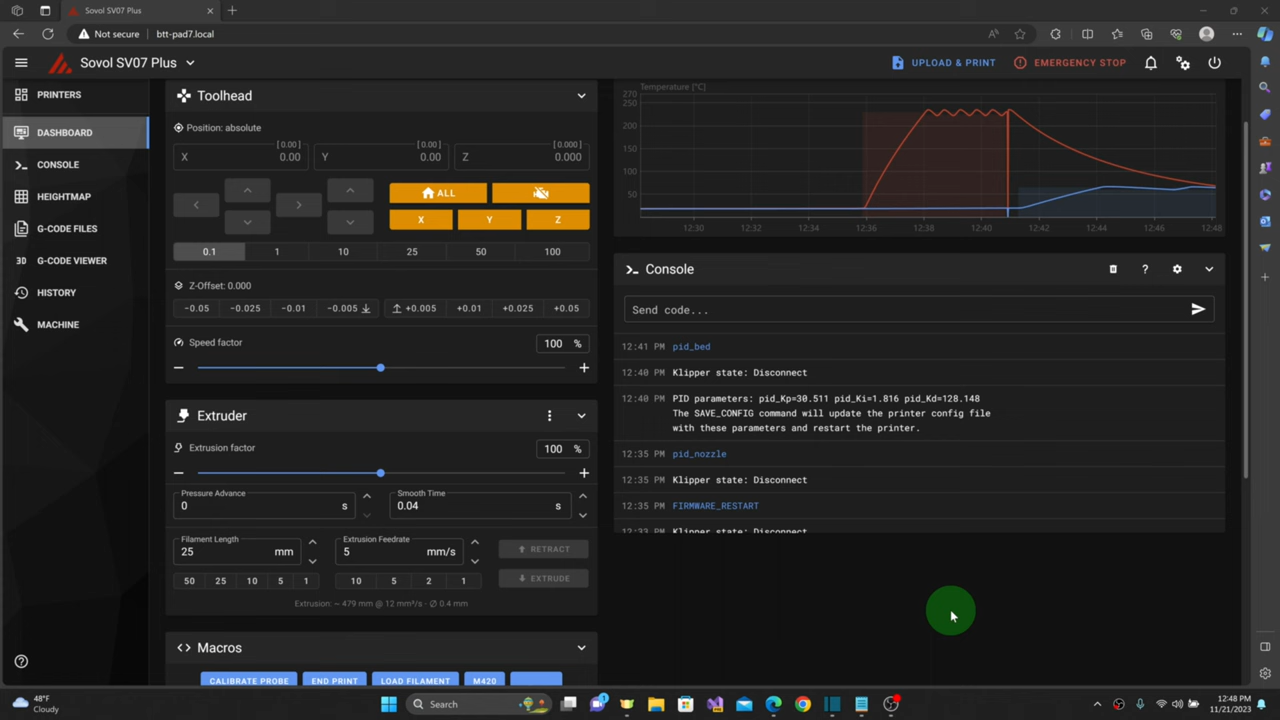 Sovol SV07 Plus
Not secure
btt-pad7.local
Sovol SV07 Plus
UPLOAD & PRINT
EMERGENCY STOP
PRINTERS
DASHBOARD
CONSOLE
HEIGHTMAP
G-CODE FILES
3D G-CODE VIEWER
HISTORY
MACHINE
Toolhead
Position: absolute
[0.00] [0.00] [0.000]
X 0.00 Y 0.00 Z 0.000
ALL
X Y Z
0.1 1 10 25 50 100
Z-Offset: 0.000
-0.05 -0.025 -0.01 -0.005 +0.005 +0.01 +0.025 +0.05
Speed factor 100 %
Extruder
Extrusion factor 100 %
Pressure Advance
0 s
Smooth Time
0.04 s
Filament Length
25 mm
Extrusion Feedrate
5 mm/s
RETRACT
50 25 10 5 1
10 5 2 1
EXTRUDE
Extrusion: ~ 479 mm @ 12 mm³/s - Ø 0.4 mm
Macros
CALIBRATE PROBE END PRINT LOAD FILAMENT M420
Temperature [°C]
270
250
200
150
100
50
12:30 12:32 12:34 12:36 12:38 12:40 12:42 12:44 12:46 12:48
Console
Send code...
12:41 PM pid_bed
12:40 PM Klipper state: Disconnect
12:40 PM PID parameters: pid_Kp=30.511 pid_Ki=1.816 pid_Kd=128.148
The SAVE_CONFIG command will update the printer config file
with these parameters and restart the printer.
12:35 PM pid_nozzle
12:35 PM Klipper state: Disconnect
12:35 PM FIRMWARE_RESTART
12:33 PM Klipper state: Disconnect
48°F
Cloudy
Search
12:48 PM
11/21/2023